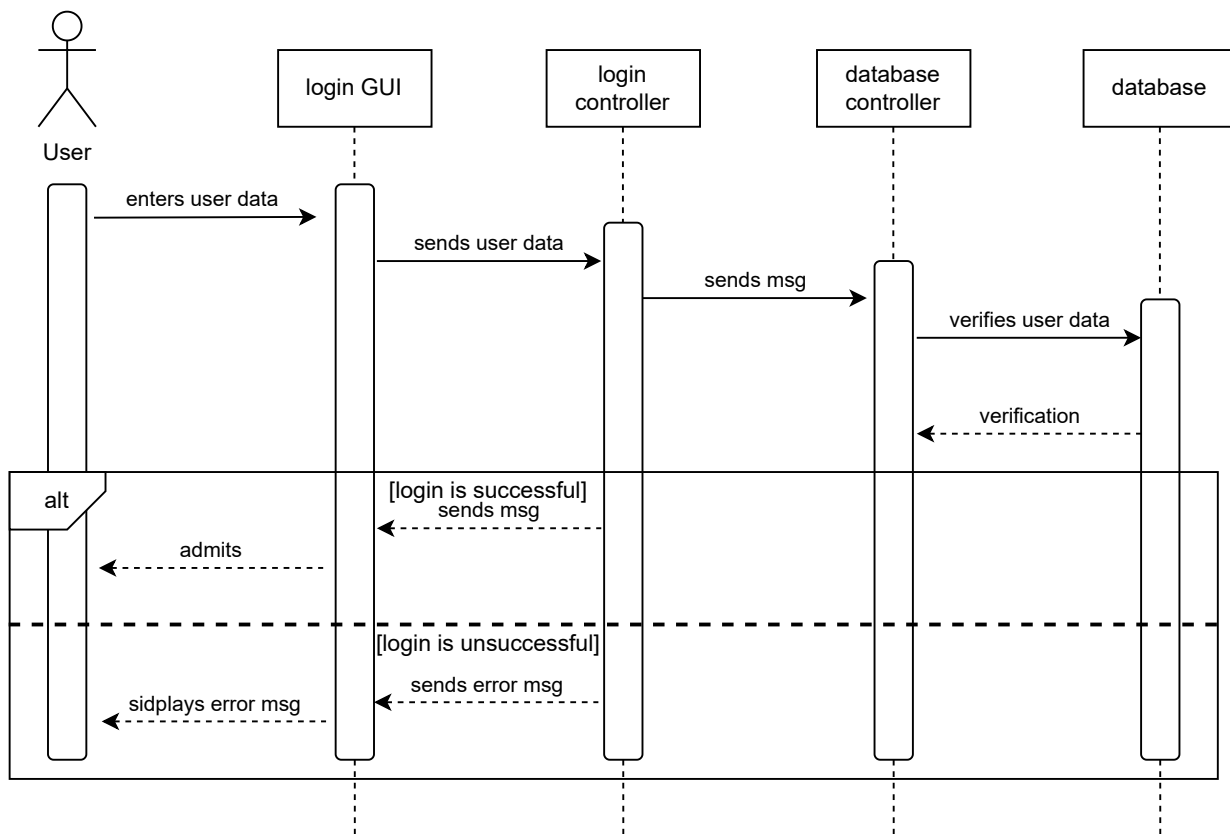 User
login GUI
login
controller
database
controller
database
enters user data
sends user data
sends msg
verifies user data
verification
alt
[login is successful]
sends msg
admits
[login is unsuccessful]
sends error msg
sidplays error msg